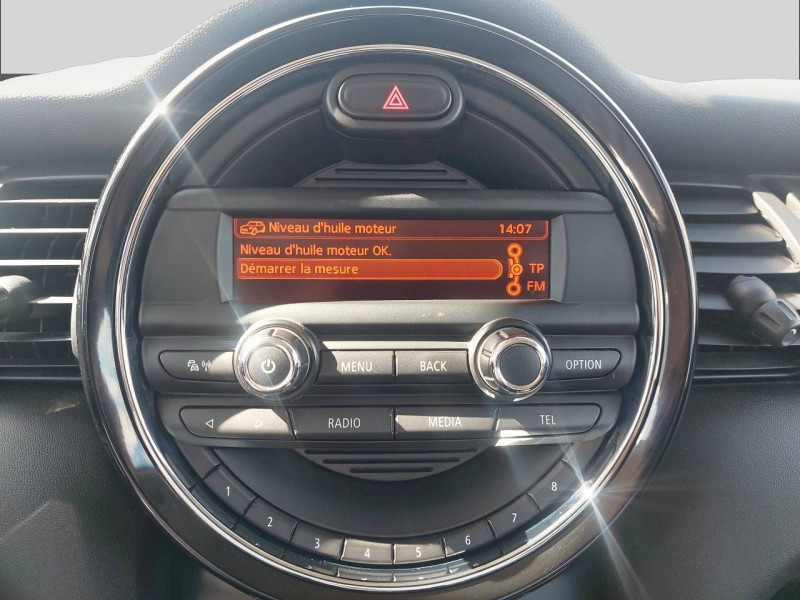 Niveau d'huile moteur 14:07
Niveau d'huile moteur OK.
Démarrer la mesure TP
FM
MENU BACK OPTION
RADIO MEDIA TEL
1 2 3 4 5 6 7 8